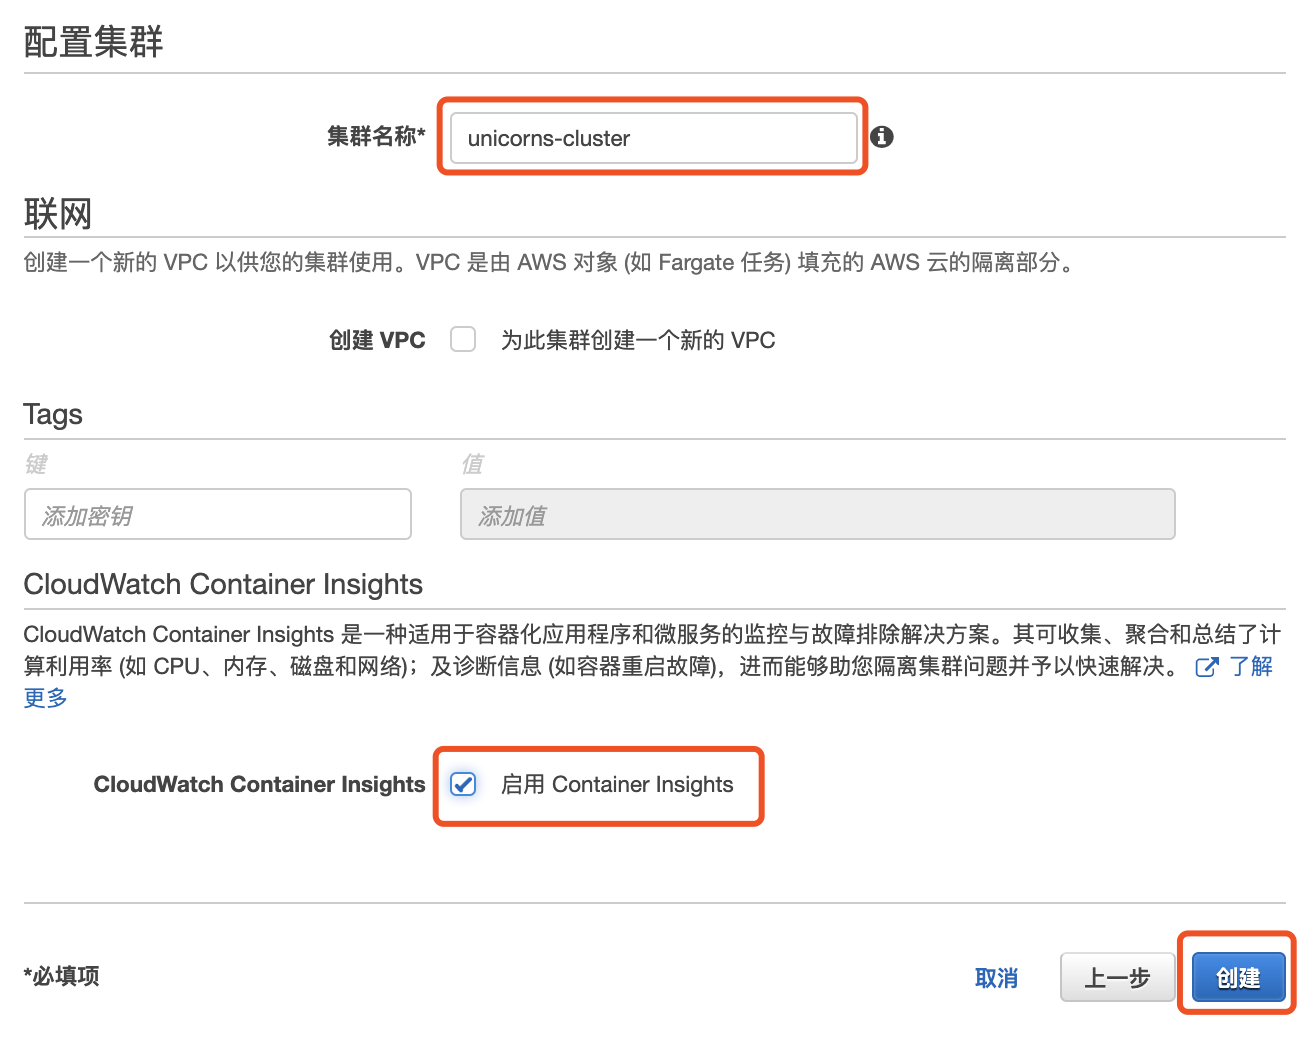 配置集群
集群名称* unicorns-cluster
联网
创建一个新的 VPC 以供您的集群使用。VPC 是由 AWS 对象 (如 Fargate 任务) 填充的 AWS 云的隔离部分。
创建 VPC 为此集群创建一个新的 VPC
Tags
键 值
添加密钥 添加值
CloudWatch Container Insights
CloudWatch Container Insights 是一种适用于容器化应用程序和微服务的监控与故障排除解决方案。其可收集、聚合和总结了计
算利用率 (如 CPU、内存、磁盘和网络)；及诊断信息 (如容器重启故障)，进而能够助您隔离集群问题并予以快速解决。 了解
更多
CloudWatch Container Insights 启用 Container Insights
*必填项 取消 上一步 创建